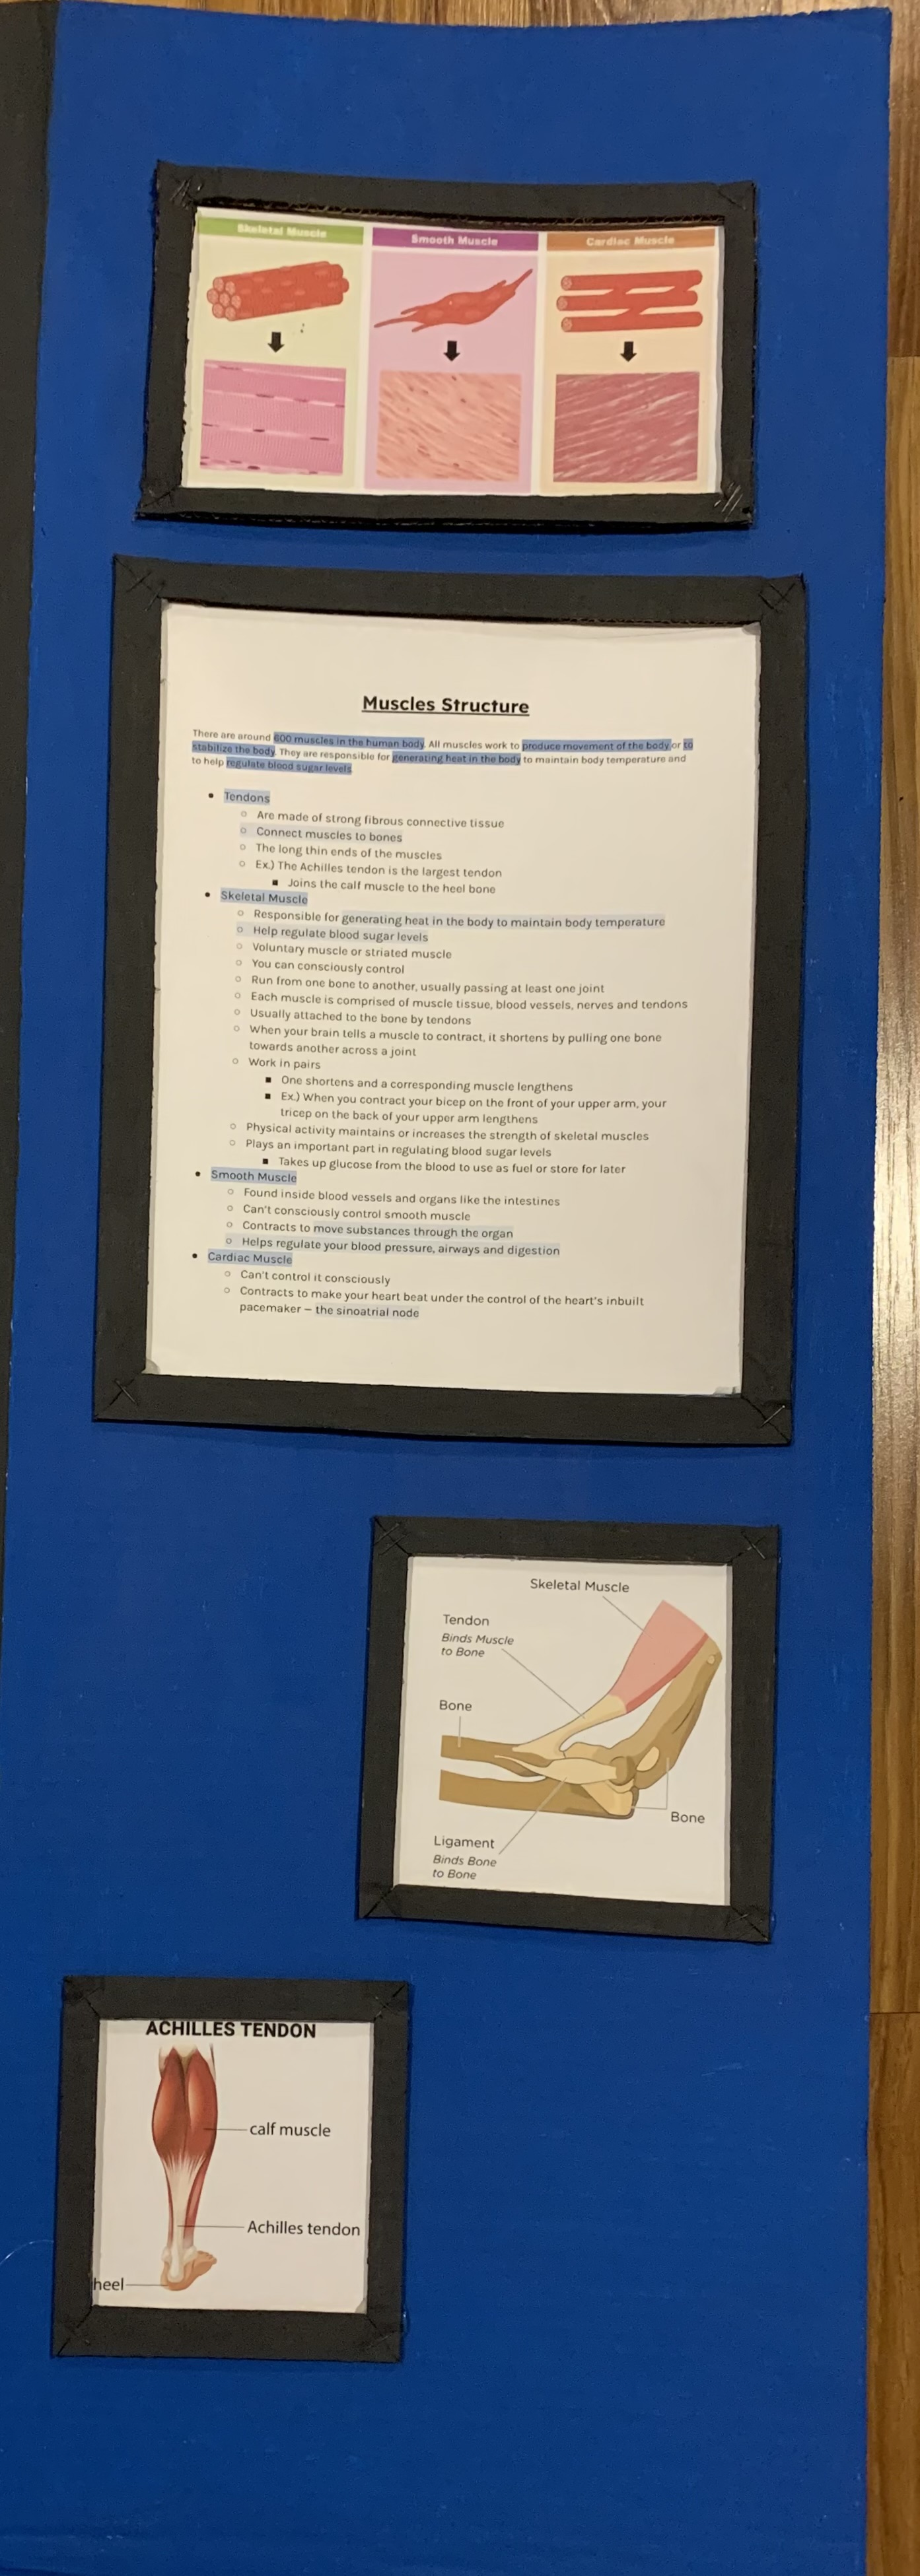 Skeletal Muscle
Smooth Muscle
Cardiac Muscle
Muscles Structure
There are around 600 muscles in the human body. All muscles work to produce movement of the body or to
stabilize the body. They are responsible for generating heat in the body to maintain body temperature and
to help regulate blood sugar levels.
• Tendons
○ Are made of strong fibrous connective tissue
○ Connect muscles to bones
○ The long thin ends of the muscles
○ Ex.) The Achilles tendon is the largest tendon
■ Joins the calf muscle to the heel bone
• Skeletal Muscle
○ Responsible for generating heat in the body to maintain body temperature
○ Help regulate blood sugar levels
○ Voluntary muscle or striated muscle
○ You can consciously control
○ Run from one bone to another, usually passing at least one joint
○ Each muscle is comprised of muscle tissue, blood vessels, nerves and tendons
○ Usually attached to the bone by tendons
○ When your brain tells a muscle to contract, it shortens by pulling one bone
towards another across a joint
○ Work in pairs
■ One shortens and a corresponding muscle lengthens
■ Ex.) When you contract your bicep on the front of your upper arm, your
tricep on the back of your upper arm lengthens
○ Physical activity maintains or increases the strength of skeletal muscles
○ Plays an important part in regulating blood sugar levels
■ Takes up glucose from the blood to use as fuel or store for later
• Smooth Muscle
○ Found inside blood vessels and organs like the intestines
○ Can't consciously control smooth muscle
○ Contracts to move substances through the organ
○ Helps regulate your blood pressure, airways and digestion
• Cardiac Muscle
○ Can't control it consciously
○ Contracts to make your heart beat under the control of the heart's inbuilt
pacemaker – the sinoatrial node
Skeletal Muscle
Tendon
Binds Muscle
to Bone
Bone
Bone
Ligament
Binds Bone
to Bone
ACHILLES TENDON
calf muscle
Achilles tendon
heel